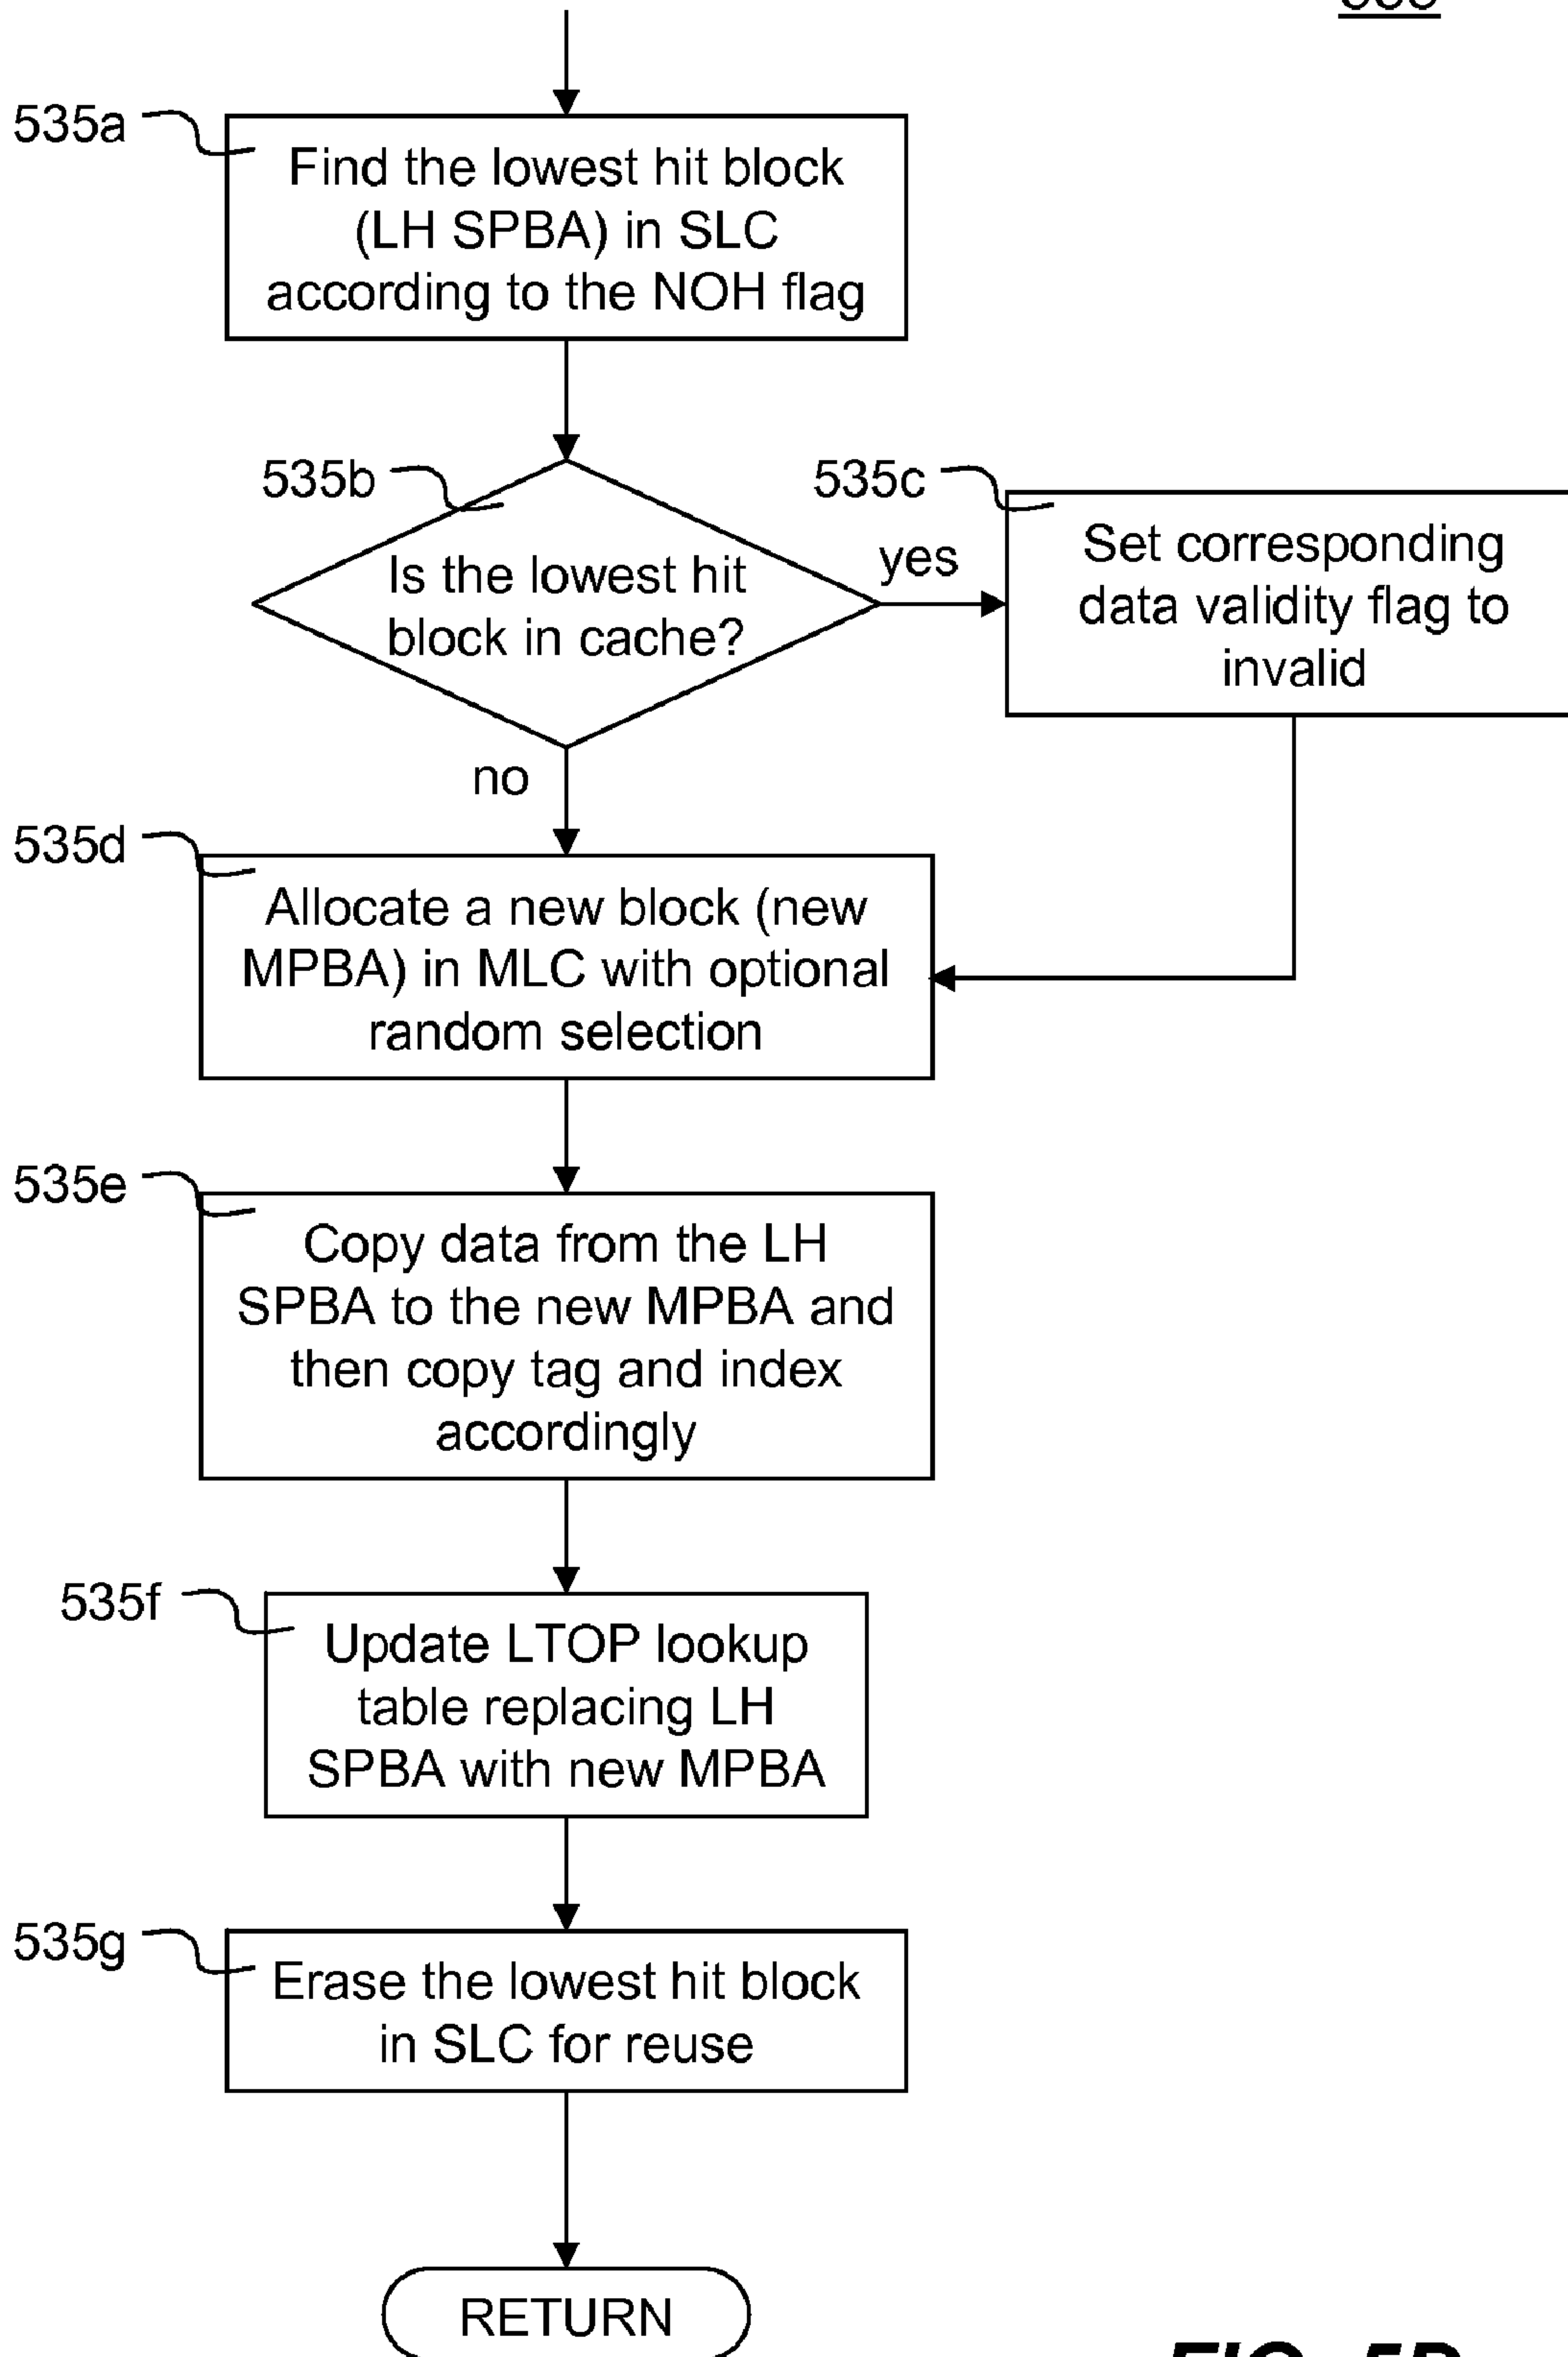 535a
Find the lowest hit block
(LH SPBA) in SLC
according to the NOH flag
535b
Is the lowest hit
block in cache?
yes
535c
Set corresponding
data validity flag to
invalid
no
535d
Allocate a new block (new
MPBA) in MLC with optional
random selection
535e
Copy data from the LH
SPBA to the new MPBA and
then copy tag and index
accordingly
535f
Update LTOP lookup
table replacing LH
SPBA with new MPBA
535g
Erase the lowest hit block
in SLC for reuse
RETURN